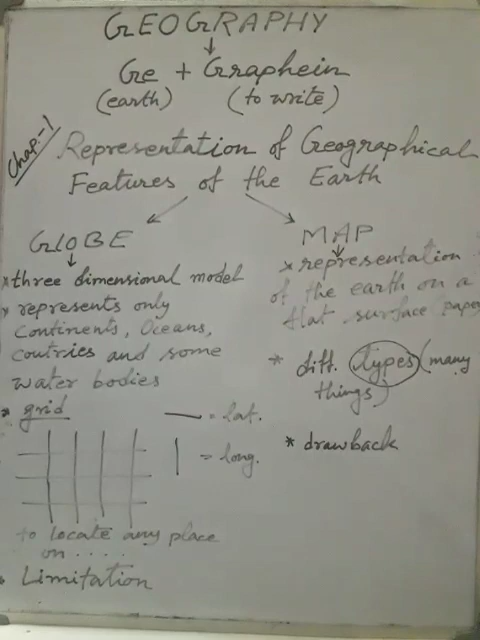 GEOGRAPHY
Ge + Graphein
(earth) (to write)
Chap.-1
Representation of Geographical
Features of the Earth
GlOBE
* three dimensional model
* represents only
Continents, Oceans,
coutries and some
water bodies
* grid
— = lat.
| = long.
to locate any place
on .....
* Limitation
MAP
* representation
of the earth on a
flat surface paper
* diff. types (many
things)
* drawback